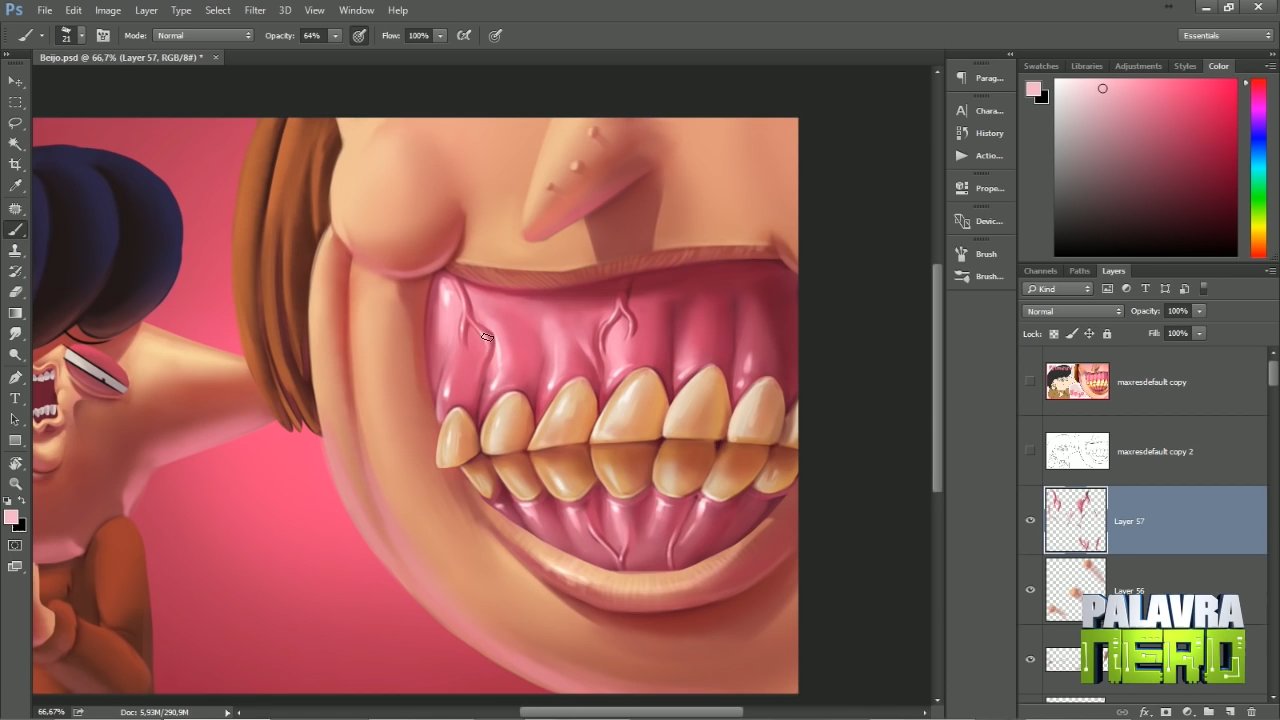 Ps File Edit Image Layer Type Select Filter 3D View Window Help
21 Mode: Normal Opacity: 64% Flow: 100% Essentials
Beijo.psd @ 66,7% (Layer 57, RGB/8#) * ×
Swatches Libraries Adjustments Styles Color
Parag...
Chara...
History
Actio...
Prope...
Devic...
Brush
Brush...
Channels Paths Layers
Kind
Normal Opacity: 100%
Lock: Fill: 100%
maxresdefault copy
maxresdefault copy 2
Layer 57
Layer 56
PALAVRA
NERD
66,67% Doc: 5,93M/290,9M